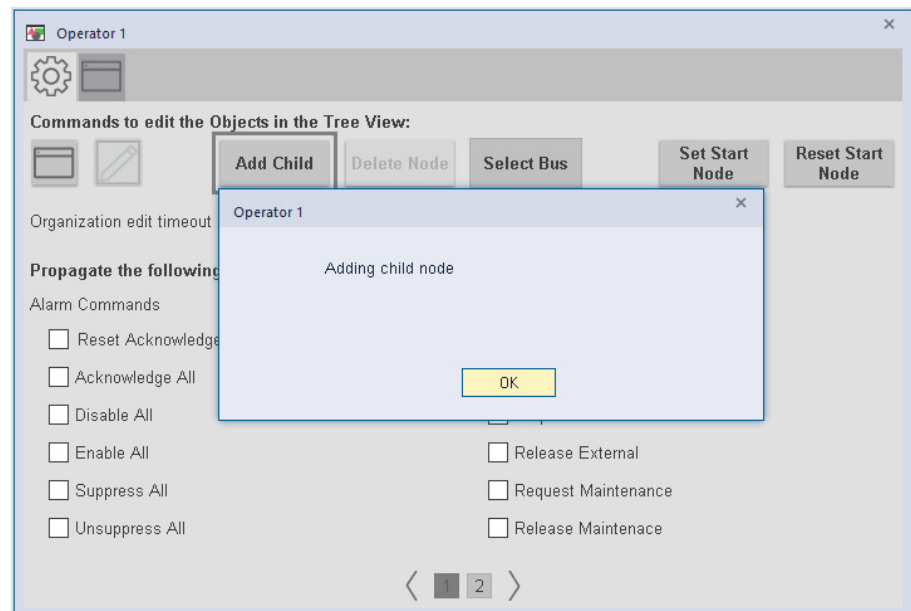 Operator 1
Commands to edit the Objects in the Tree View:
Add Child
Delete Node
Select Bus
Set Start
Node
Reset Start
Node
Organization edit timeout
Operator 1
Adding child node
OK
Propagate the following
Alarm Commands
Reset Acknowledge
Acknowledge All
Disable All
Enable All
Suppress All
Unsuppress All
Release External
Request Maintenance
Release Maintenace
1 2